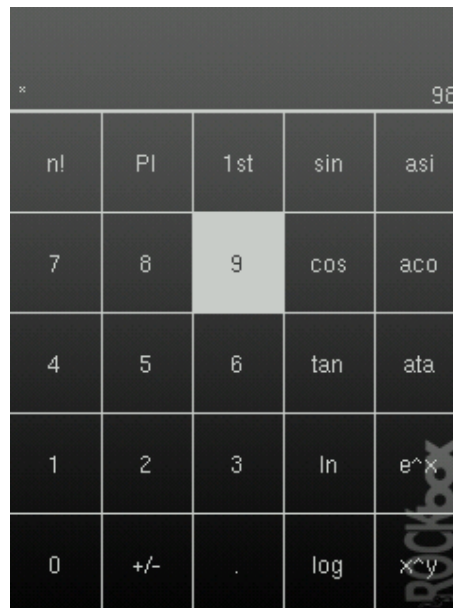 * 98
n! PI 1st sin asi
7 8 9 cos aco
4 5 6 tan ata
1 2 3 ln e^x
0 +/- . log x^y
ROCKbox